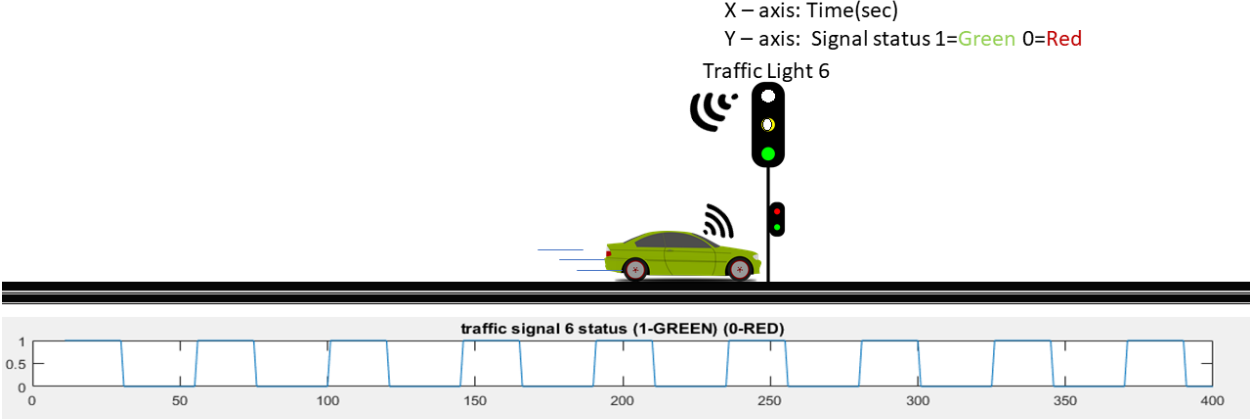 X – axis: Time(sec)
Y – axis: Signal status 1=Green 0=Red
Traffic Light 6
traffic signal 6 status (1-GREEN) (0-RED)
1
0.5
0
0 50 100 150 200 250 300 350 400